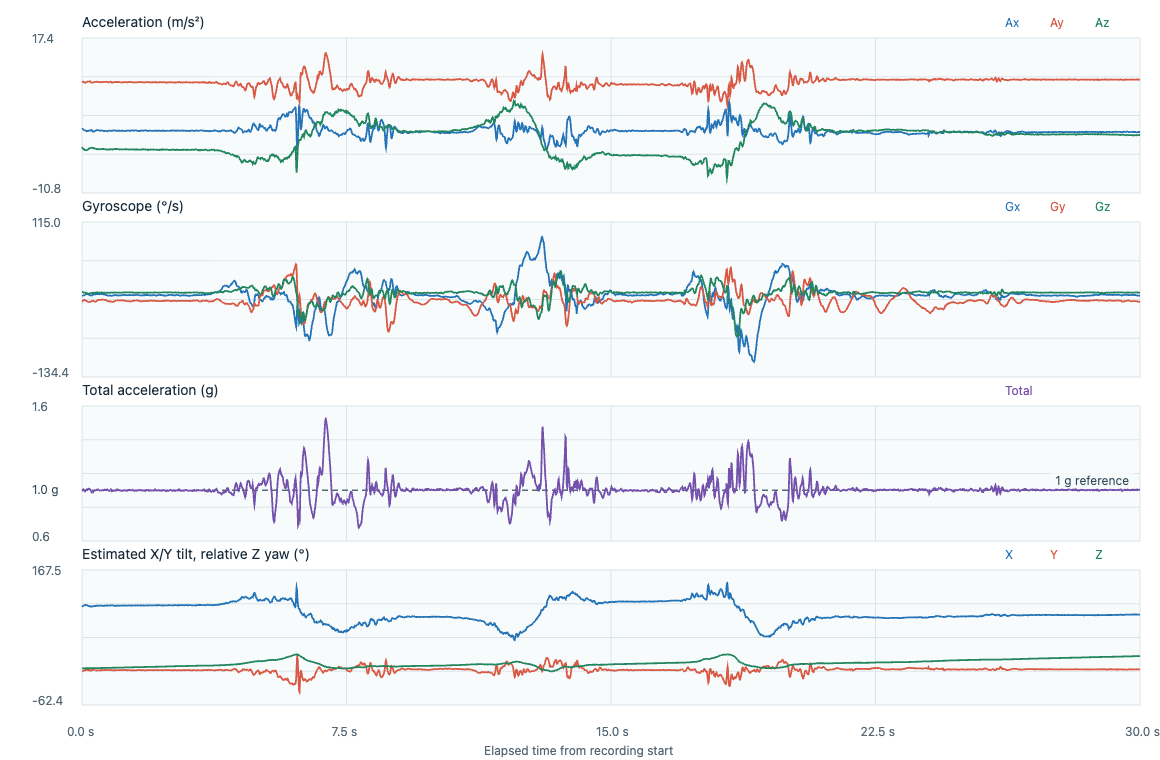 Acceleration (m/s²) Ax Ay Az
17.4
-10.8
Gyroscope (°/s) Gx Gy Gz
115.0
-134.4
Total acceleration (g) Total
1.6
1.0 g
1 g reference
0.6
Estimated X/Y tilt, relative Z yaw (°) X Y Z
167.5
-62.4
0.0 s 7.5 s 15.0 s 22.5 s 30.0 s
Elapsed time from recording start